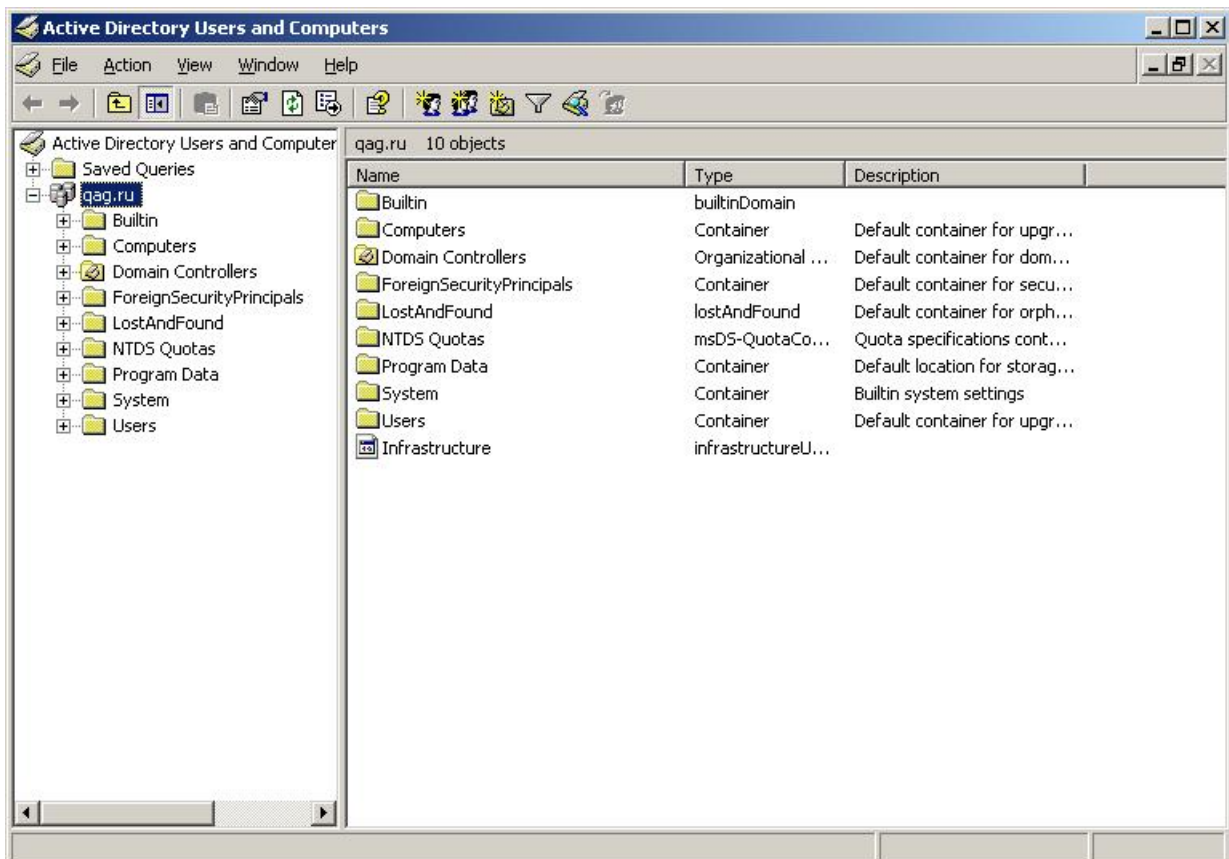 Active Directory Users and Computers
File Action View Window Help
Active Directory Users and Computer
Saved Queries
qag.ru
Builtin
Computers
Domain Controllers
ForeignSecurityPrincipals
LostAndFound
NTDS Quotas
Program Data
System
Users
qag.ru 10 objects
Name Type Description
Builtin builtinDomain
Computers Container Default container for upgr...
Domain Controllers Organizational ... Default container for dom...
ForeignSecurityPrincipals Container Default container for secu...
LostAndFound lostAndFound Default container for orph...
NTDS Quotas msDS-QuotaCo... Quota specifications cont...
Program Data Container Default location for storag...
System Container Builtin system settings
Users Container Default container for upgr...
Infrastructure infrastructureU...